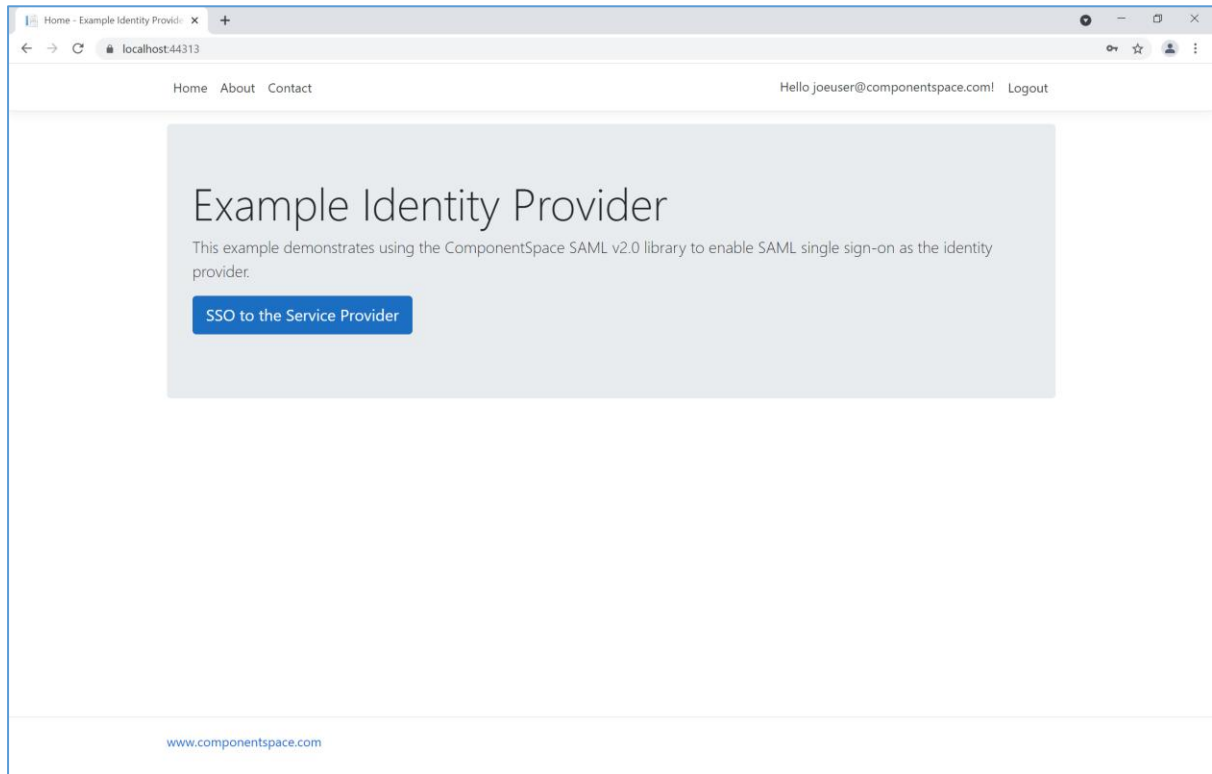 Home - Example Identity Provide
localhost:44313
Home About Contact Hello joeuser@componentspace.com! Logout
Example Identity Provider
This example demonstrates using the ComponentSpace SAML v2.0 library to enable SAML single sign-on as the identity
provider.
SSO to the Service Provider
www.componentspace.com